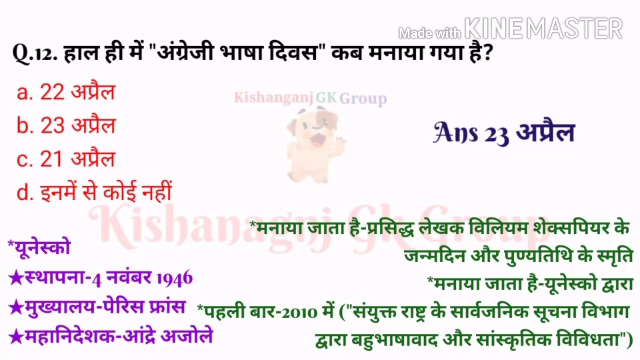 Made with KINEMASTER
Q.12. हाल ही में "अंग्रेजी भाषा दिवस" कब मनाया गया है?
a. 22 अप्रैल
b. 23 अप्रैल
c. 21 अप्रैल
d. इनमें से कोई नहीं
Kishanganj GK Group
Ans 23 अप्रैल
Kishanagnj Gk Group
*यूनेस्को
★स्थापना-4 नवंबर 1946
★मुख्यालय-पेरिस फ्रांस
★महानिदेशक-आंद्रे अजोले
*मनाया जाता है-प्रसिद्ध लेखक विलियम शेक्सपियर के
जन्मदिन और पुण्यतिथि के स्मृति
*मनाया जाता है-यूनेस्को द्वारा
*पहली बार-2010 में ("संयुक्त राष्ट्र के सार्वजनिक सूचना विभाग
द्वारा बहुभाषावाद और सांस्कृतिक विविधता")